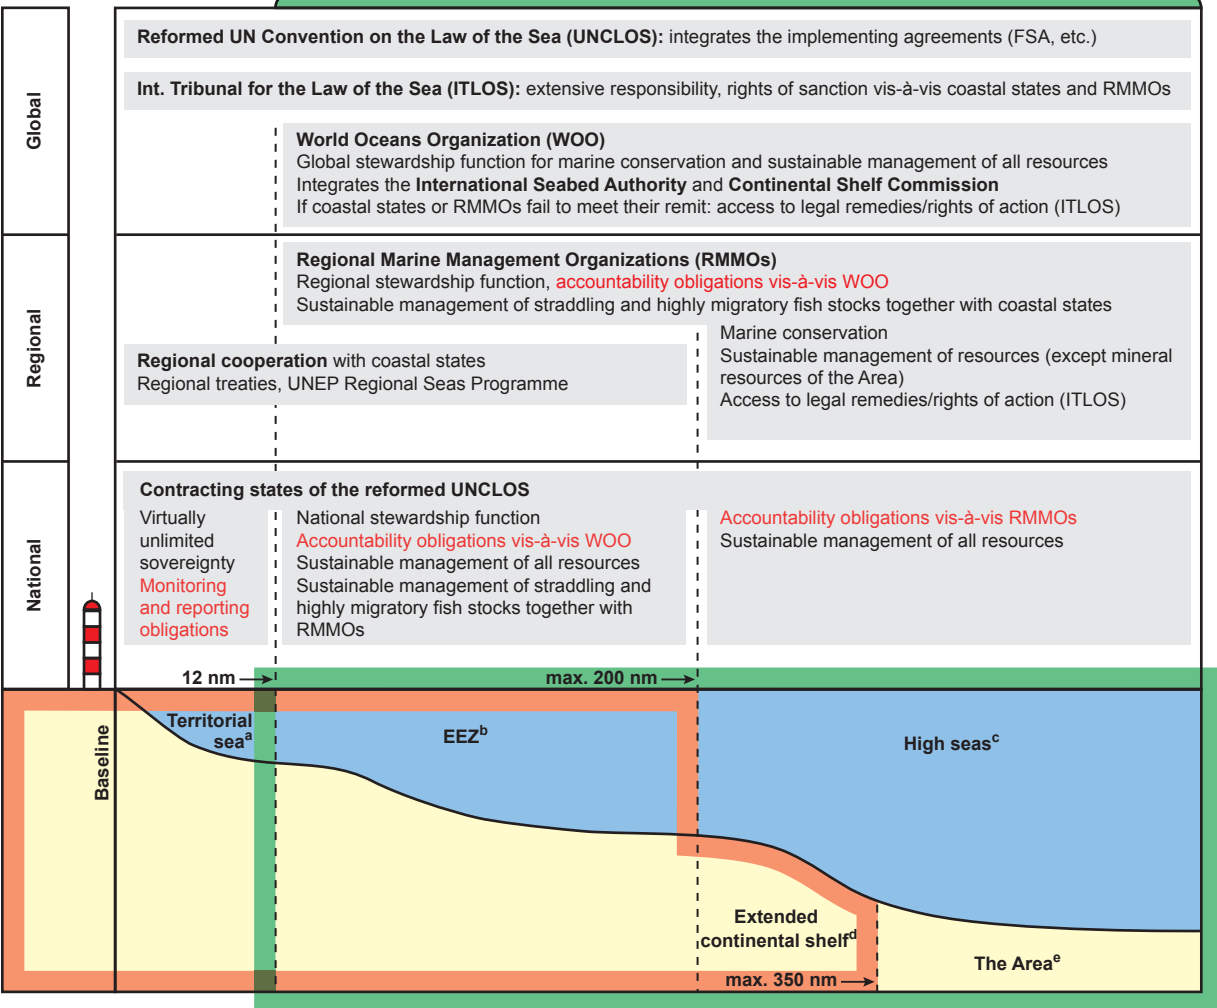 Global
Reformed UN Convention on the Law of the Sea (UNCLOS): integrates the implementing agreements (FSA, etc.)
Int. Tribunal for the Law of the Sea (ITLOS): extensive responsibility, rights of sanction vis-à-vis coastal states and RMMOs
World Oceans Organization (WOO)
Global stewardship function for marine conservation and sustainable management of all resources
Integrates the International Seabed Authority and Continental Shelf Commission
If coastal states or RMMOs fail to meet their remit: access to legal remedies/rights of action (ITLOS)
Regional
Regional Marine Management Organizations (RMMOs)
Regional stewardship function, accountability obligations vis-à-vis WOO
Sustainable management of straddling and highly migratory fish stocks together with coastal states
Regional cooperation with coastal states
Regional treaties, UNEP Regional Seas Programme
Marine conservation
Sustainable management of resources (except mineral
resources of the Area)
Access to legal remedies/rights of action (ITLOS)
National
Contracting states of the reformed UNCLOS
Virtually
unlimited
sovereignty
Monitoring
and reporting
obligations
National stewardship function
Accountability obligations vis-à-vis WOO
Sustainable management of all resources
Sustainable management of straddling and
highly migratory fish stocks together with
RMMOs
Accountability obligations vis-à-vis RMMOs
Sustainable management of all resources
12 nm
max. 200 nm
Baseline
Territorial
seaᵃ
EEZᵇ
High seasᶜ
Extended
continental shelfᵈ
The Areaᵉ
max. 350 nm